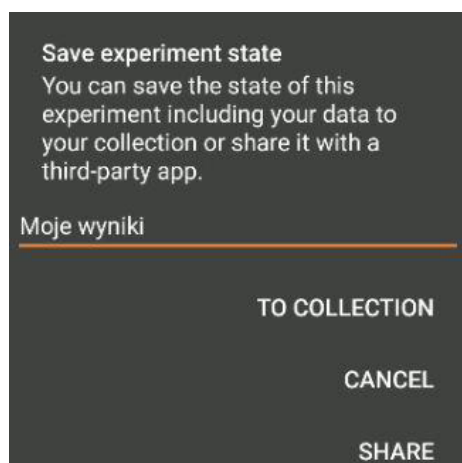 Save experiment state
You can save the state of this
experiment including your data to
your collection or share it with a
third-party app.
Moje wyniki
TO COLLECTION
CANCEL
SHARE